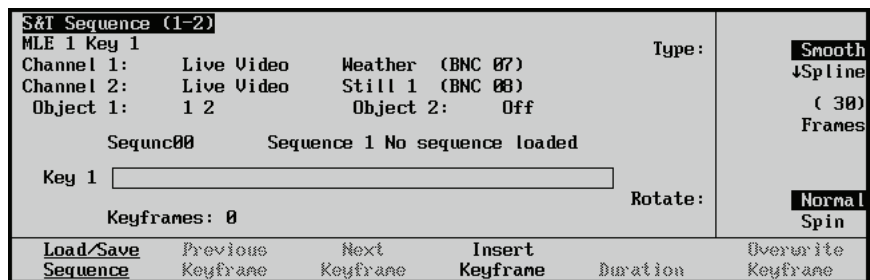 S&T Sequence (1-2)
MLE 1 Key 1
Type: Smooth
Channel 1: Live Video Weather (BNC 07)
↓Spline
Channel 2: Live Video Still 1 (BNC 08)
Object 1: 1 2 Object 2: Off
( 30)
Frames
Sequnc00 Sequence 1 No sequence loaded
Key 1
Rotate: Normal
Keyframes: 0
Spin
Load/Save Previous Next Insert Overwrite
Sequence Keyframe Keyframe Keyframe Duration Keyframe